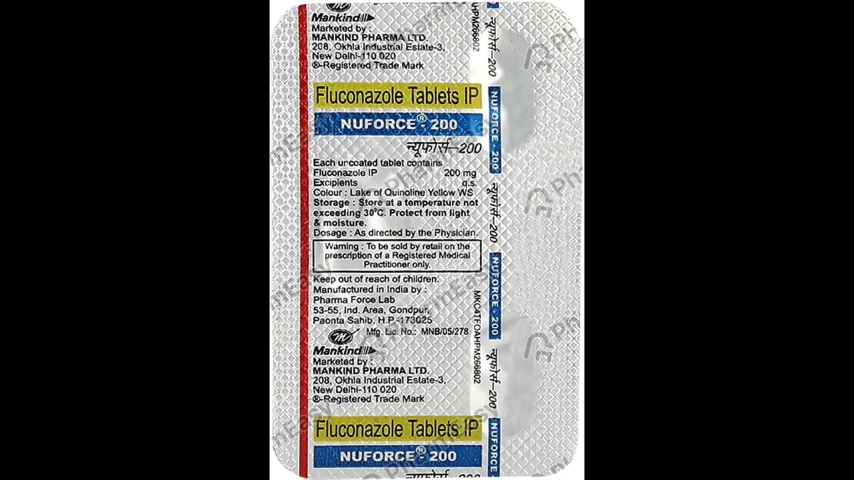 Mankind
Marketed by :
MANKIND PHARMA LTD.
208, Okhla Industrial Estate-3,
New Delhi-110 020
®-Registered Trade Mark
Fluconazole Tablets IP
NUFORCE® - 200
न्यूफोर्स–200
Each uncoated tablet contains
Fluconazole IP 200 mg
Excipients q.s.
Colour : Lake of Quinoline Yellow WS
Storage : Store at a temperature not
exceeding 30°C. Protect from light
& moisture.
Dosage : As directed by the Physician.
Warning : To be sold by retail on the
prescription of a Registered Medical
Practitioner only.
Keep out of reach of children.
Manufactured in India by :
Pharma Force Lab
53-55, Ind. Area, Gondpur,
Paonta Sahib, H.P.-173025
Mfg. Lic. No.: MNB/05/278
Mankind
Marketed by :
MANKIND PHARMA LTD.
208, Okhla Industrial Estate-3,
New Delhi-110 020
®-Registered Trade Mark
Fluconazole Tablets IP
NUFORCE® - 200
न्यूफोर्स–200
NUFORCE - 200
न्यूफोर्स–200
NUFORCE - 200
न्यूफोर्स–200
NUFORCE
PharmEasy